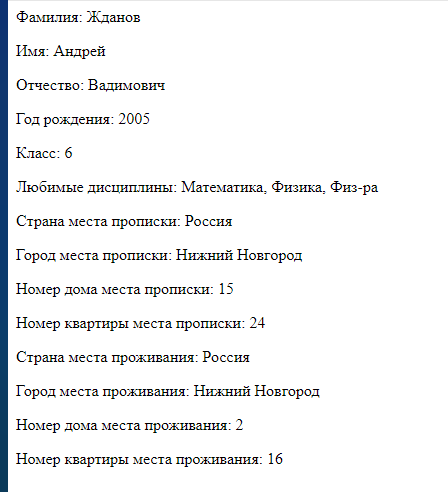 Фамилия: Жданов
Имя: Андрей
Отчество: Вадимович
Год рождения: 2005
Класс: 6
Любимые дисциплины: Математика, Физика, Физ-ра
Страна места прописки: Россия
Город места прописки: Нижний Новгород
Номер дома места прописки: 15
Номер квартиры места прописки: 24
Страна места проживания: Россия
Город места проживания: Нижний Новгород
Номер дома места проживания: 2
Номер квартиры места проживания: 16